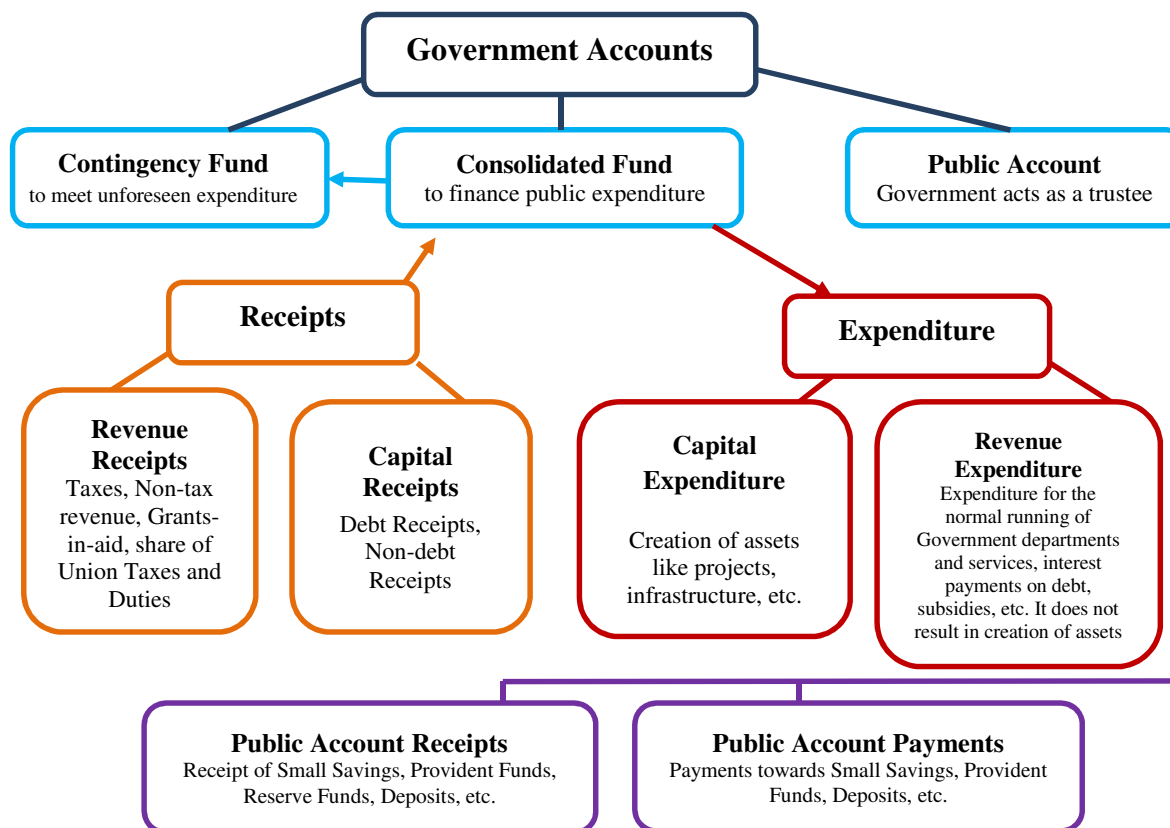 Government Accounts
Contingency Fund
to meet unforeseen expenditure
Consolidated Fund
to finance public expenditure
Public Account
Government acts as a trustee
Receipts
Expenditure
Revenue
Receipts
Taxes, Non-tax
revenue, Grants-
in-aid, share of
Union Taxes and
Duties
Capital
Receipts
Debt Receipts,
Non-debt
Receipts
Capital
Expenditure
Creation of assets
like projects,
infrastructure, etc.
Revenue
Expenditure
Expenditure for the
normal running of
Government departments
and services, interest
payments on debt,
subsidies, etc. It does not
result in creation of assets
Public Account Receipts
Receipt of Small Savings, Provident Funds,
Reserve Funds, Deposits, etc.
Public Account Payments
Payments towards Small Savings, Provident
Funds, Deposits, etc.